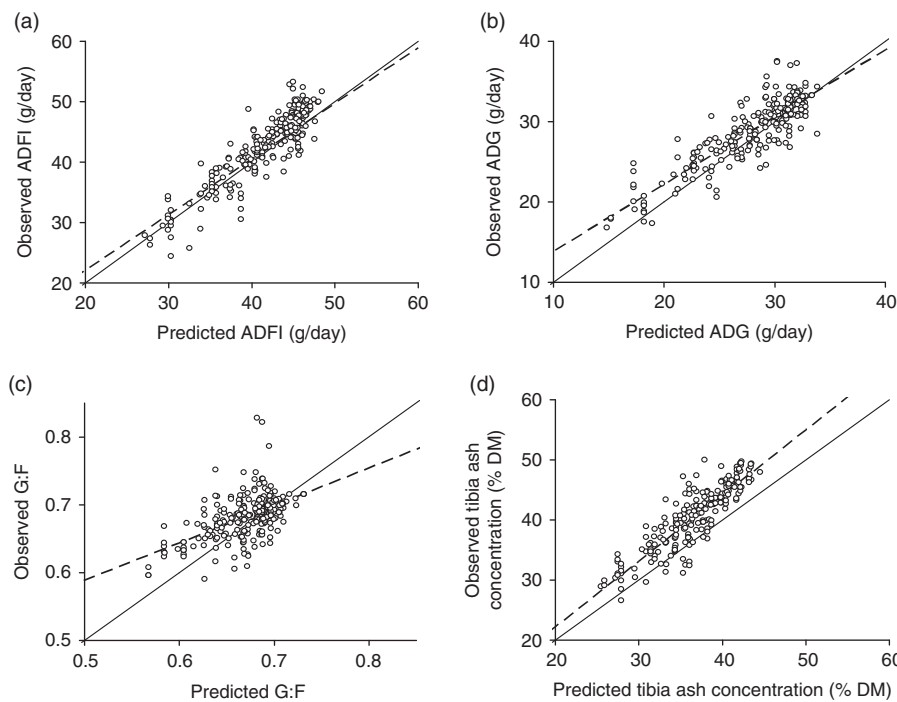 (a)
60
50
40
30
20
20 30 40 50 60
Observed ADFI (g/day)
Predicted ADFI (g/day)
(b)
40
30
20
10
10 20 30 40
Observed ADG (g/day)
Predicted ADG (g/day)
(c)
0.8
0.7
0.6
0.5
0.5 0.6 0.7 0.8
Observed G:F
Predicted G:F
(d)
60
50
40
30
20
20 30 40 50 60
Observed tibia ash
concentration (% DM)
Predicted tibia ash concentration (% DM)